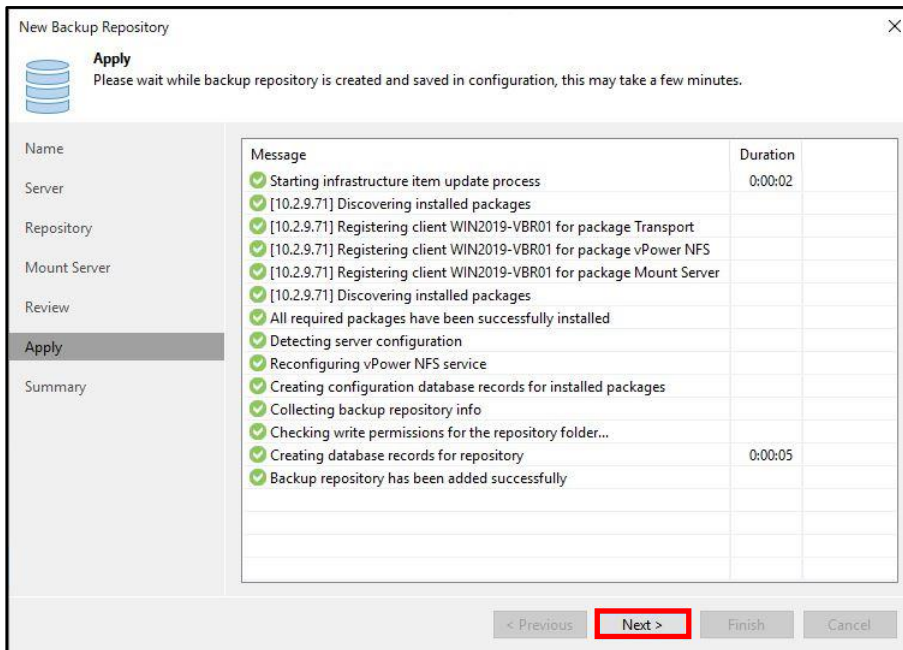 New Backup Repository
Apply
Please wait while backup repository is created and saved in configuration, this may take a few minutes.
Name
Server
Repository
Mount Server
Review
Apply
Summary
Message Duration
Starting infrastructure item update process 0:00:02
[10.2.9.71] Discovering installed packages
[10.2.9.71] Registering client WIN2019-VBR01 for package Transport
[10.2.9.71] Registering client WIN2019-VBR01 for package vPower NFS
[10.2.9.71] Registering client WIN2019-VBR01 for package Mount Server
[10.2.9.71] Discovering installed packages
All required packages have been successfully installed
Detecting server configuration
Reconfiguring vPower NFS service
Creating configuration database records for installed packages
Collecting backup repository info
Checking write permissions for the repository folder...
Creating database records for repository 0:00:05
Backup repository has been added successfully
< Previous Next > Finish Cancel